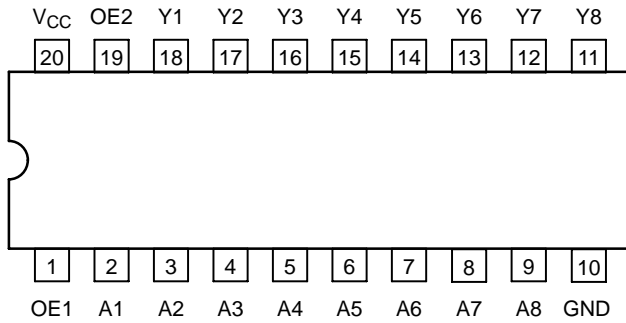 VCC OE2 Y1 Y2 Y3 Y4 Y5 Y6 Y7 Y8
20 19 18 17 16 15 14 13 12 11
1 2 3 4 5 6 7 8 9 10
OE1 A1 A2 A3 A4 A5 A6 A7 A8 GND